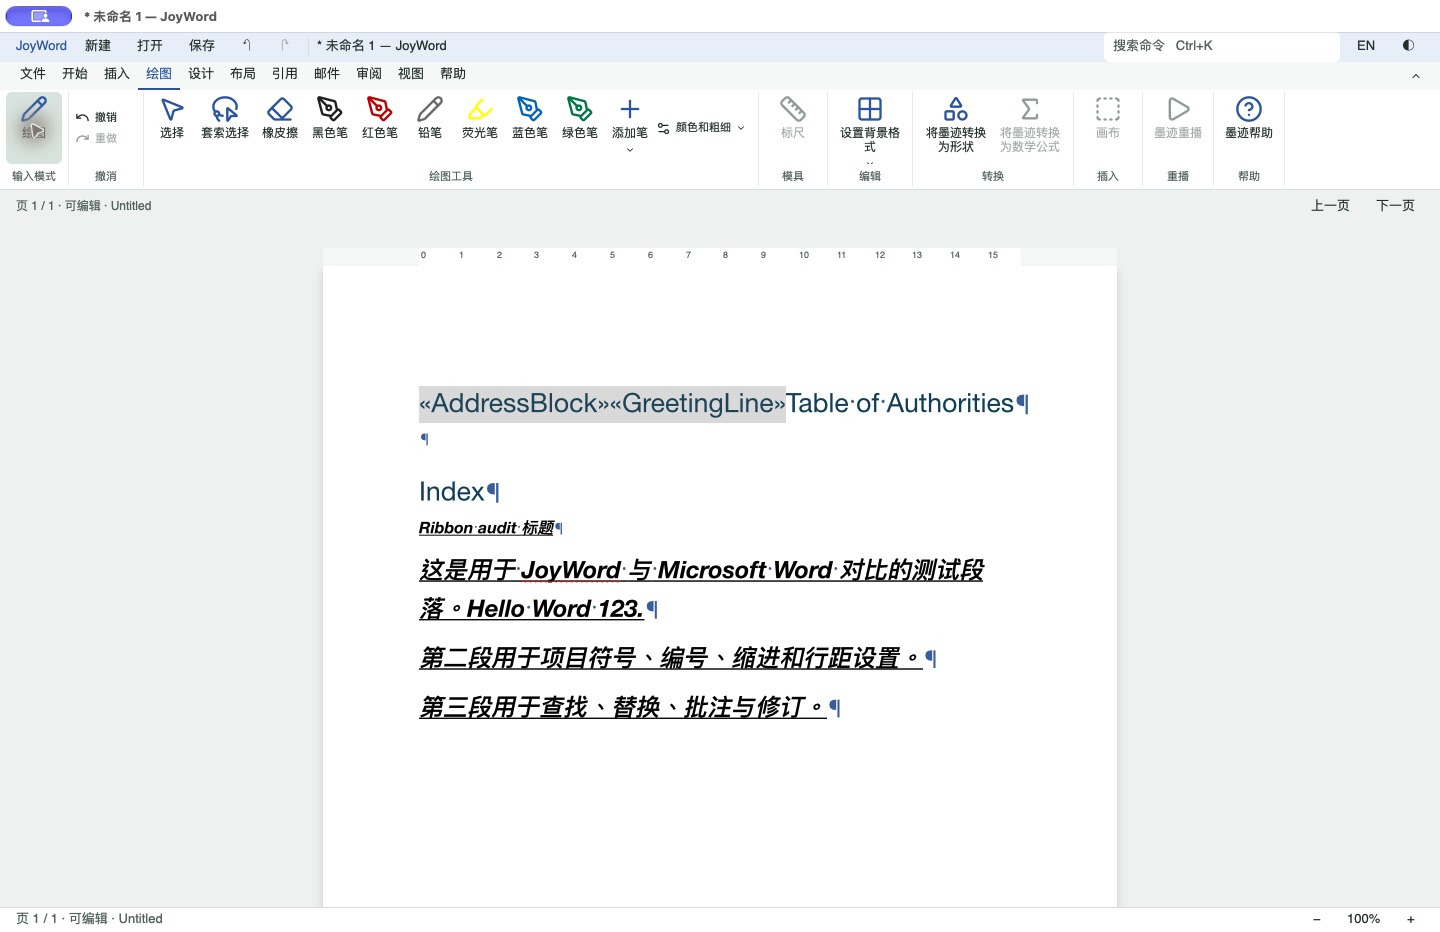 * 未命名 1 — JoyWord
JoyWord 新建 打开 保存 * 未命名 1 — JoyWord 搜索命令 Ctrl+K EN
文件 开始 插入 绘图 设计 布局 引用 邮件 审阅 视图 帮助
撤销
重做
选择 套索选择 橡皮擦 黑色笔 红色笔 铅笔 荧光笔 蓝色笔 绿色笔 添加笔 颜色和粗细
标尺
设置背景格式
将墨迹转换为形状
将墨迹转换为数学公式
画布 墨迹重播 墨迹帮助
输入模式 撤消 绘图工具 模具 编辑 转换 插入 重播 帮助
页 1 / 1 · 可编辑 · Untitled 上一页 下一页
0 1 2 3 4 5 6 7 8 9 10 11 12 13 14 15
«AddressBlock»«GreetingLine»Table·of·Authorities¶
¶
Index¶
Ribbon·audit·标题¶
这是用于·JoyWord·与·Microsoft·Word·对比的测试段
落。Hello·Word·123.¶
第二段用于项目符号、编号、缩进和行距设置。¶
第三段用于查找、替换、批注与修订。¶
页 1 / 1 · 可编辑 · Untitled − 100% +